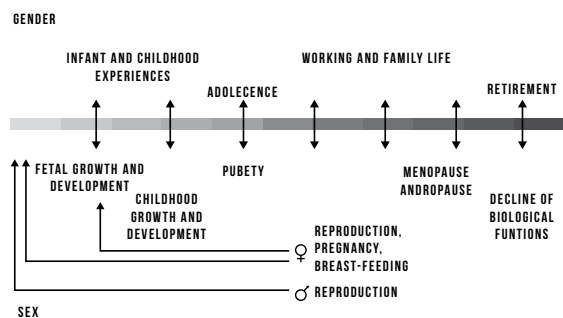 GENDER
INFANT AND CHILDHOOD
EXPERIENCES
ADOLECENCE
WORKING AND FAMILY LIFE
RETIREMENT
FETAL GROWTH AND
DEVELOPMENT
CHILDHOOD
GROWTH AND
DEVELOPMENT
PUBETY
MENOPAUSE
ANDROPAUSE
DECLINE OF
BIOLOGICAL
FUNTIONS
REPRODUCTION,
PREGNANCY,
BREAST-FEEDING
REPRODUCTION
SEX